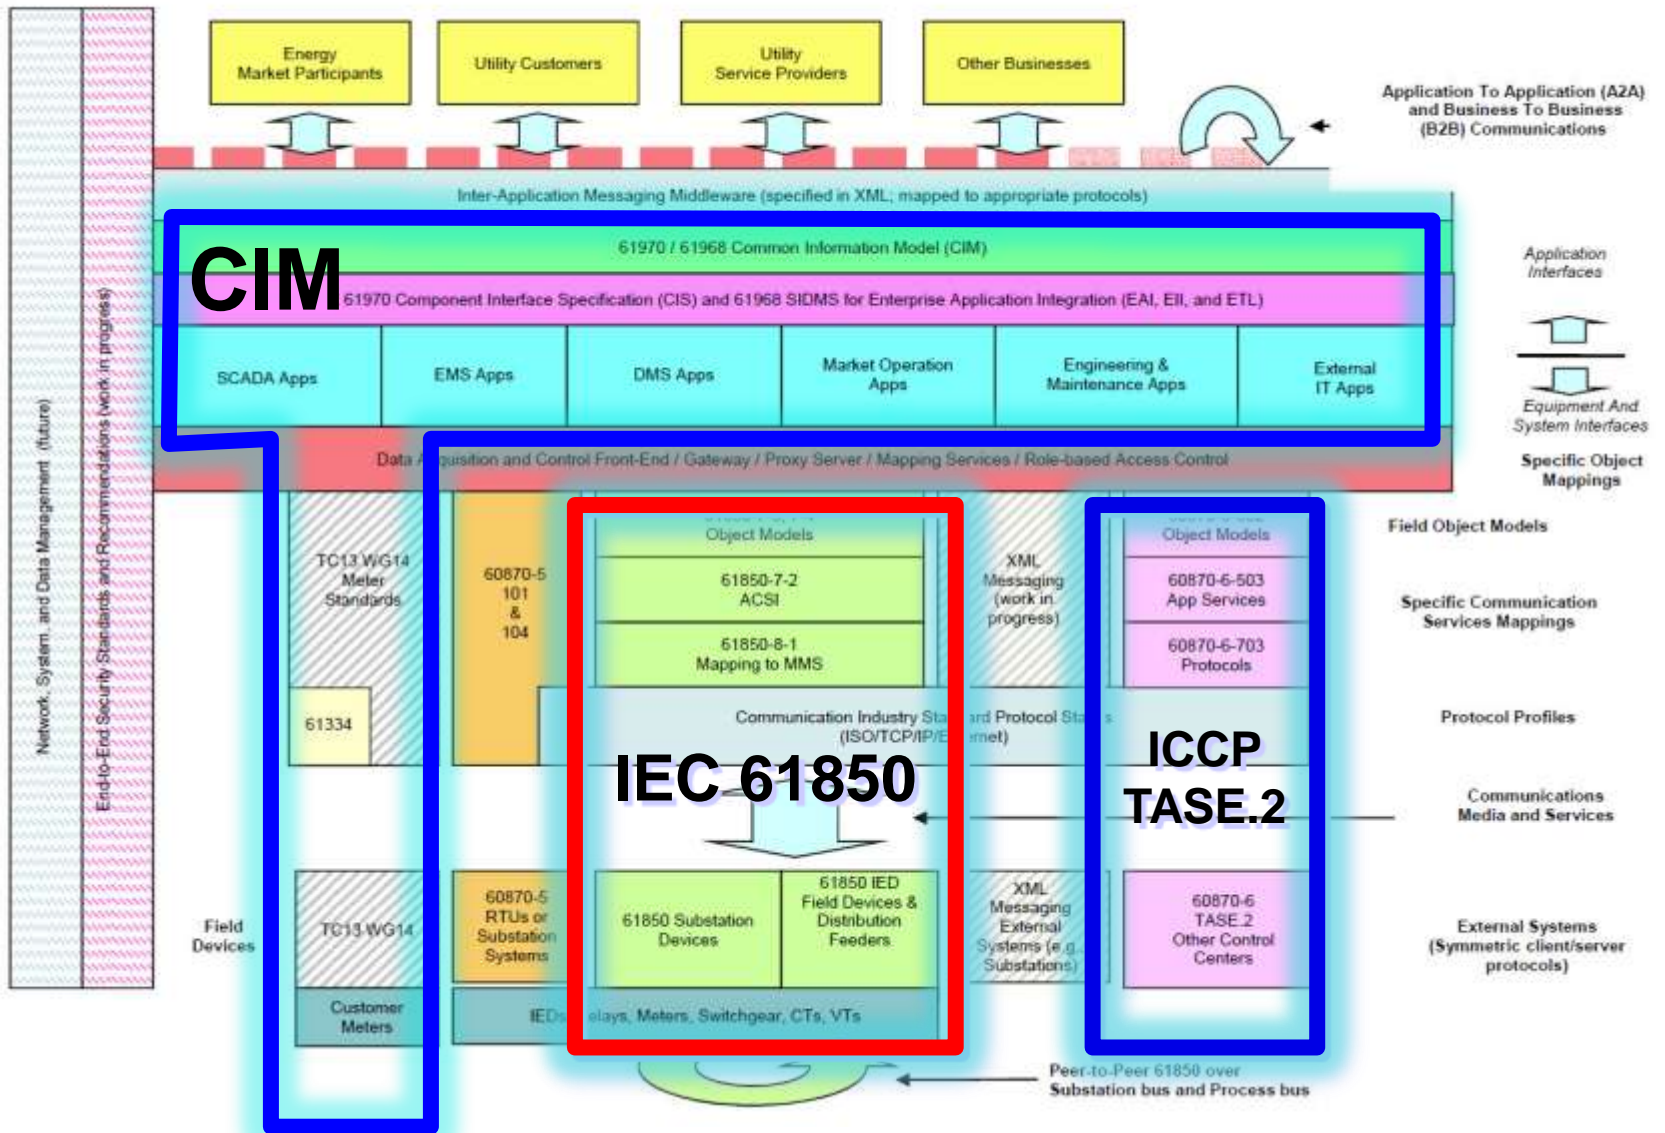 Energy
Market Participants
Utility Customers
Utility
Service Providers
Other Businesses
Application To Application (A2A)
and Business To Business
(B2B) Communications
Inter-Application Messaging Middleware (specified in XML; mapped to appropriate protocols)
CIM
61970 / 61968 Common Information Model (CIM)
61970 Component Interface Specification (CIS) and 61968 SIDMS for Enterprise Application Integration (EAI, EII, and ETL)
Application
Interfaces
SCADA Apps
EMS Apps
DMS Apps
Market Operation
Apps
Engineering &
Maintenance Apps
External
IT Apps
Equipment And
System Interfaces
Data Acquisition and Control Front-End / Gateway / Proxy Server / Mapping Services / Role-based Access Control
Specific Object
Mappings
Network, System, and Data Management (future)
End-to-End Security Standards and Recommendations (work in progress)
TC13 WG14
Meter
Standards
60870-5
101
&
104
Object Models
61850-7-2
ACSI
61850-8-1
Mapping to MMS
XML
Messaging
(work in
progress)
Object Models
60870-6-503
App Services
60870-6-703
Protocols
Field Object Models
Specific Communication
Services Mappings
61334
Communication Industry Standard Protocol Stacks
(ISO/TCP/IP/Ethernet)
Protocol Profiles
IEC 61850
ICCP
TASE.2
Communications
Media and Services
Field
Devices
TC13 WG14
60870-5
RTUs or
Substation
Systems
61850 Substation
Devices
61850 IED
Field Devices &
Distribution
Feeders
XML
Messaging
External
Systems (e.g.,
Substations)
60870-6
TASE.2
Other Control
Centers
External Systems
(Symmetric client/server
protocols)
Customer
Meters
IEDs, Relays, Meters, Switchgear, CTs, VTs
Peer-to-Peer 61850 over
Substation bus and Process bus